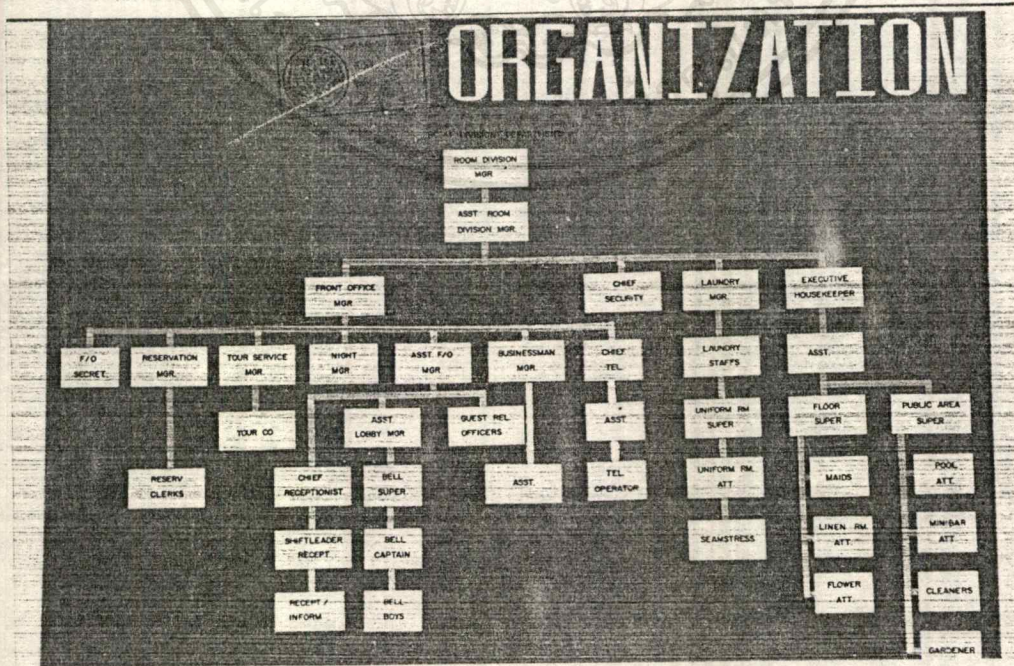 ORGANIZATION
ROOM DIVISION
MGR.
ASST. ROOM
DIVISION MGR.
FRONT OFFICE
MGR.
CHIEF
SECURITY
LAUNDRY
MGR.
EXECUTIVE
HOUSEKEEPER
F/O
SECRET.
RESERVATION
MGR.
TOUR SERVICE
MGR.
NIGHT
MGR.
ASST. F/O
MGR.
BUSINESSMAN
MGR.
CHIEF
TEL.
LAUNDRY
STAFFS
ASST.
TOUR CO
ASST.
LOBBY MGR
GUEST REL.
OFFICERS
ASST.
UNIFORM RM.
SUPER
FLOOR
SUPER
PUBLIC AREA
SUPER
RESERV
CLERKS
CHIEF
RECEPTIONIST.
BELL
SUPER.
ASST.
TEL
OPERATOR
UNIFORM RM.
ATT.
MAIDS
POOL
ATT.
SHIFTLEADER
RECEPT.
BELL
CAPTAIN
SEAMSTRESS
LINEN RM.
ATT.
MINIBAR
ATT.
RECEPT /
INFORM
BELL
BOYS
FLOWER
ATT.
CLEANERS
GARDENER